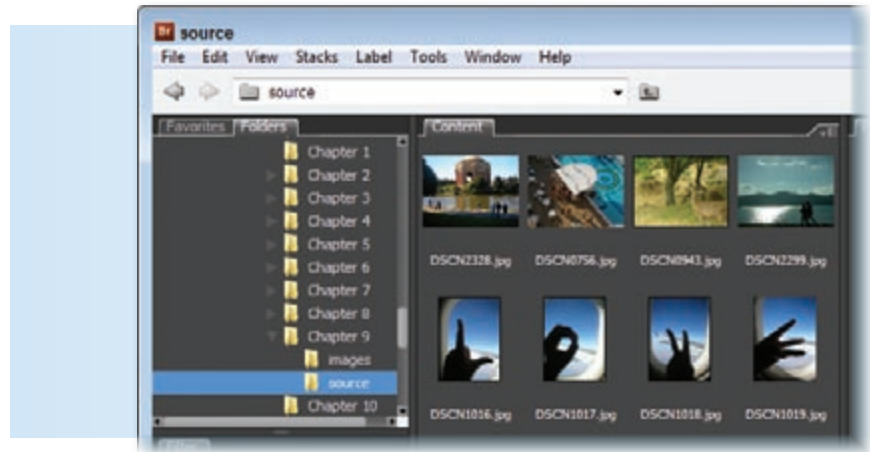 Br source
File Edit View Stacks Label Tools Window Help
source
Favorites Folders
Content
Chapter 1
Chapter 2
Chapter 3
Chapter 4
Chapter 5
Chapter 6
Chapter 7
Chapter 8
Chapter 9
images
source
Chapter 10
DSCN2328.jpg DSCN0756.jpg DSCN0943.jpg DSCN2299.jpg
DSCN1016.jpg DSCN1017.jpg DSCN1018.jpg DSCN1019.jpg